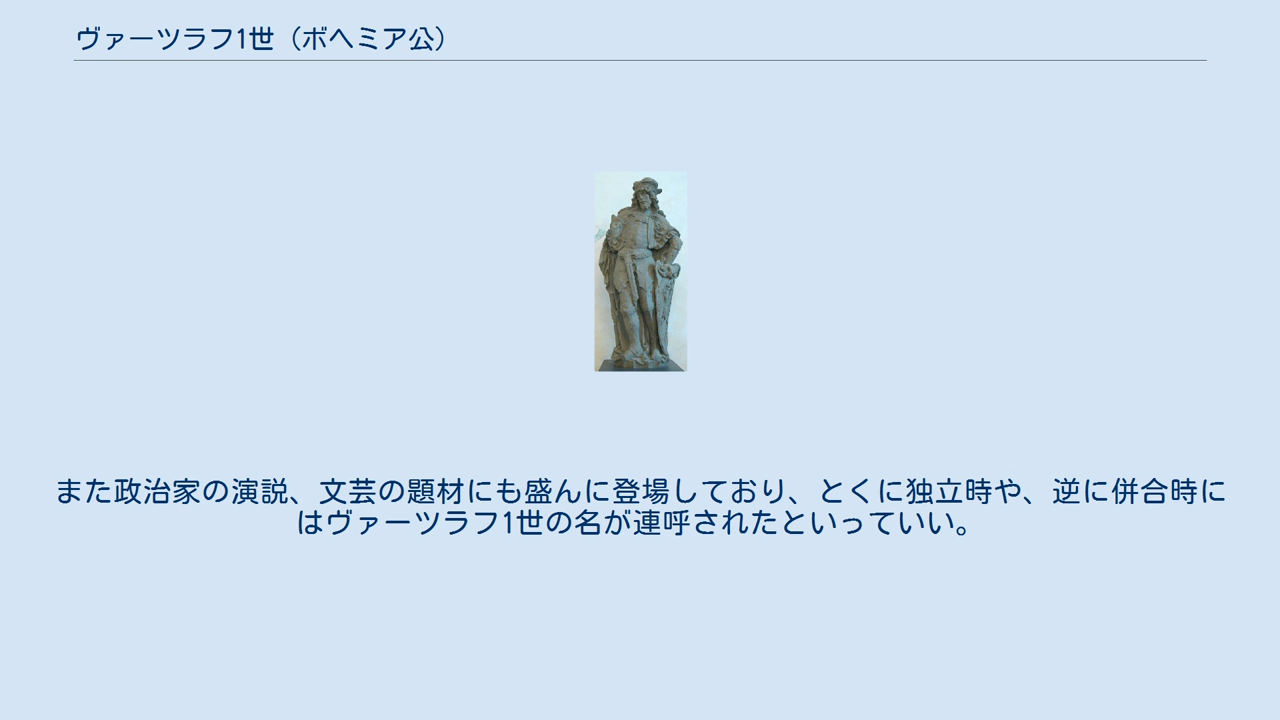 ヴァーツラフ1世（ボヘミア公）
また政治家の演説、文芸の題材にも盛んに登場しており、とくに独立時や、逆に併合時に
はヴァーツラフ1世の名が連呼されたといっていい。